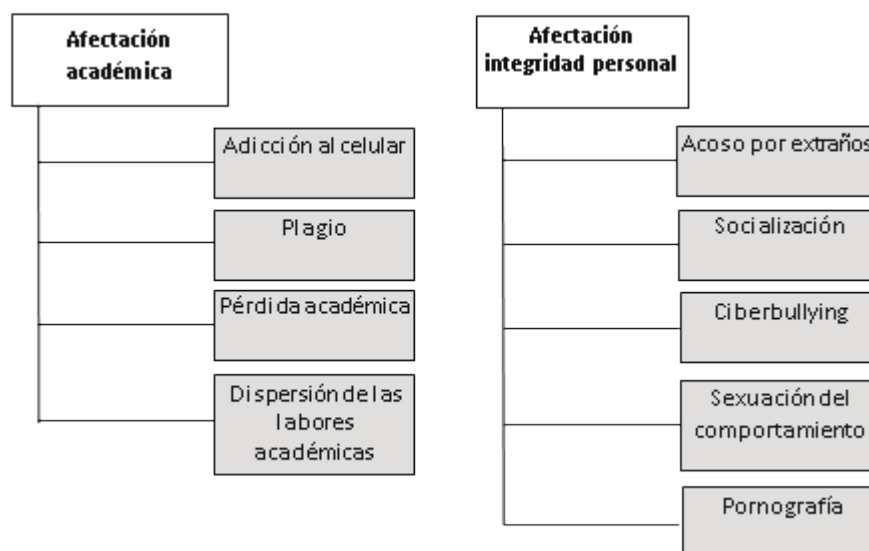 Afectación
académica
Adicción al celular
Plagio
Pérdida académica
Dispersión de las
labores
académicas
Afectación
integridad personal
Acoso por extraños
Socialización
Ciberbullying
Sexuación del
comportamiento
Pornografía